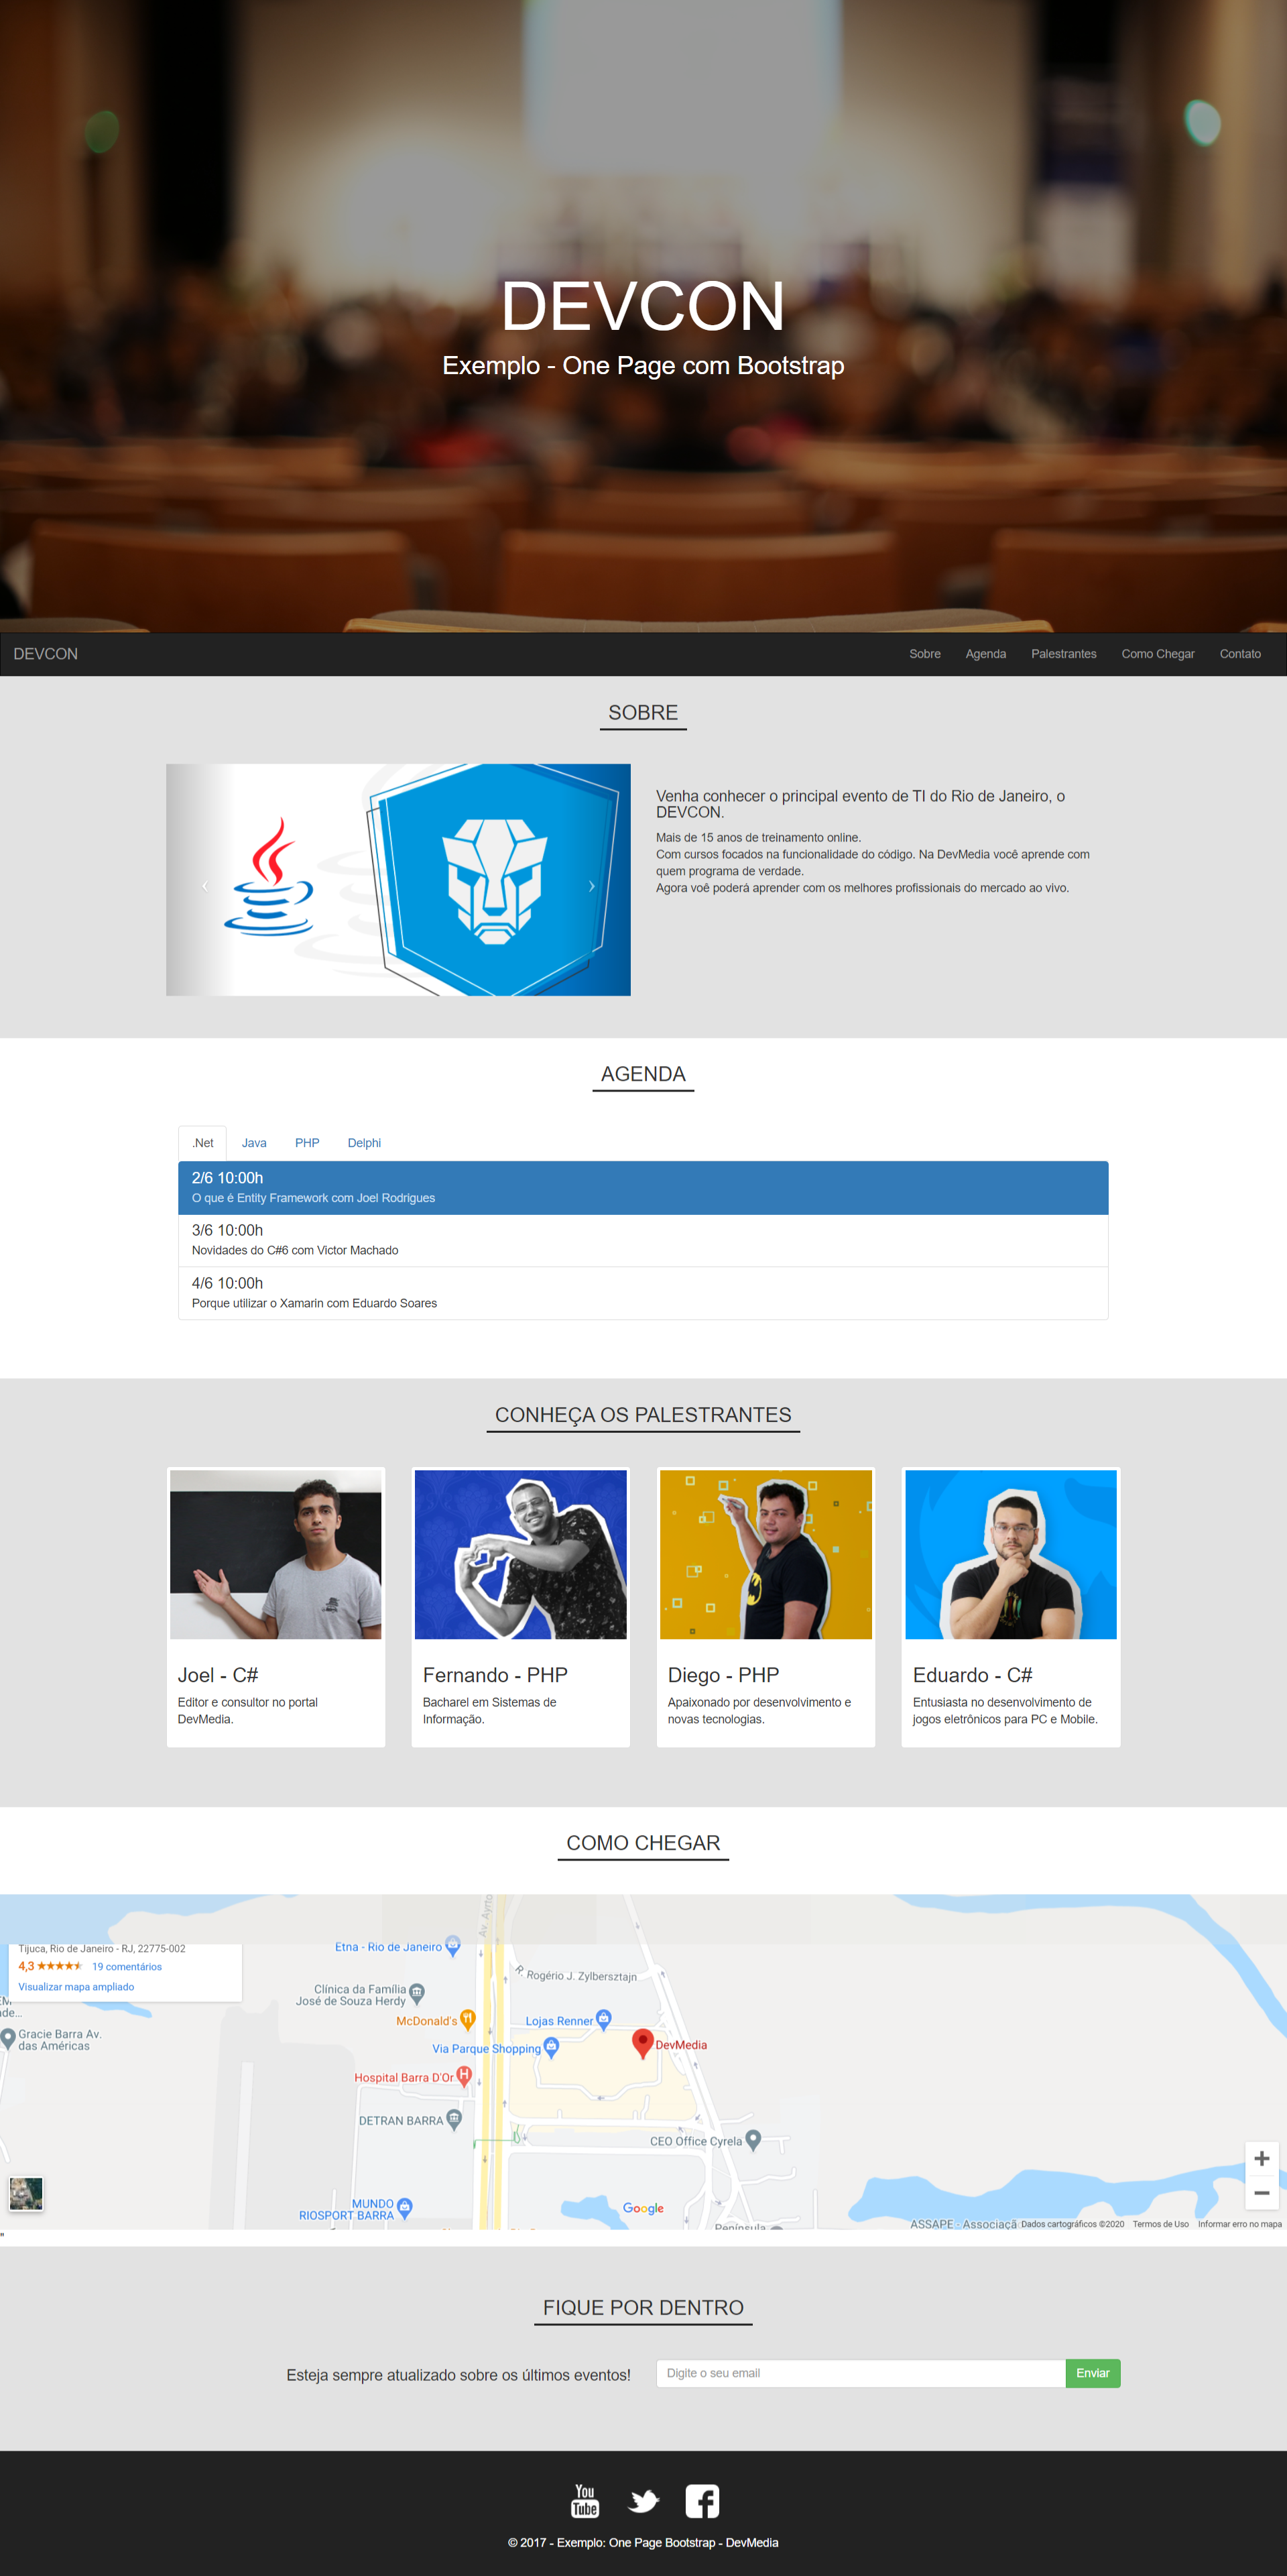 DEVCON
Exemplo - One Page com Bootstrap
DEVCON
Sobre
Agenda
Palestrantes
Como Chegar
Contato
SOBRE
Venha conhecer o principal evento de TI do Rio de Janeiro, o
DEVCON.
Mais de 15 anos de treinamento online.
Com cursos focados na funcionalidade do código. Na DevMedia você aprende com
quem programa de verdade.
Agora voê poderá aprender com os melhores profissionais do mercado ao vivo.
AGENDA
.Net
Java
PHP
Delphi
2/6 10:00h
O que é Entity Framework com Joel Rodrigues
3/6 10:00h
Novidades do C#6 com Victor Machado
4/6 10:00h
Porque utilizar o Xamarin com Eduardo Soares
CONHEÇA OS PALESTRANTES
Joel - C#
Editor e consultor no portal
DevMedia.
Fernando - PHP
Bacharel em Sistemas de
Informação.
Diego - PHP
Apaixonado por desenvolvimento e
novas tecnologias.
Eduardo - C#
Entusiasta no desenvolvimento de
jogos eletrônicos para PC e Mobile.
COMO CHEGAR
Av. Ayrto
Tijuca, Rio de Janeiro - RJ, 22775-002
4,3
19 comentários
Visualizar mapa ampliado
Etna - Rio de Janeiro
R. Rogério J. Zylbersztajn
Clínica da Família
José de Souza Herdy
McDonald's
Lojas Renner
Gracie Barra Av.
das Américas
Via Parque Shopping
DevMedia
Hospital Barra D'Or
H
DETRAN BARRA
CEO Office Cyrela
MUNDO
RIOSPORT BARRA
Google
Península
ASSAPE - Associaçã
Dados cartográficos ©2020
Termos de Uso
Informar erro no mapa
"
FIQUE POR DENTRO
Esteja sempre atualizado sobre os últimos eventos!
Digite o seu email
Enviar
You
Tube
© 2017 - Exemplo: One Page Bootstrap - DevMedia